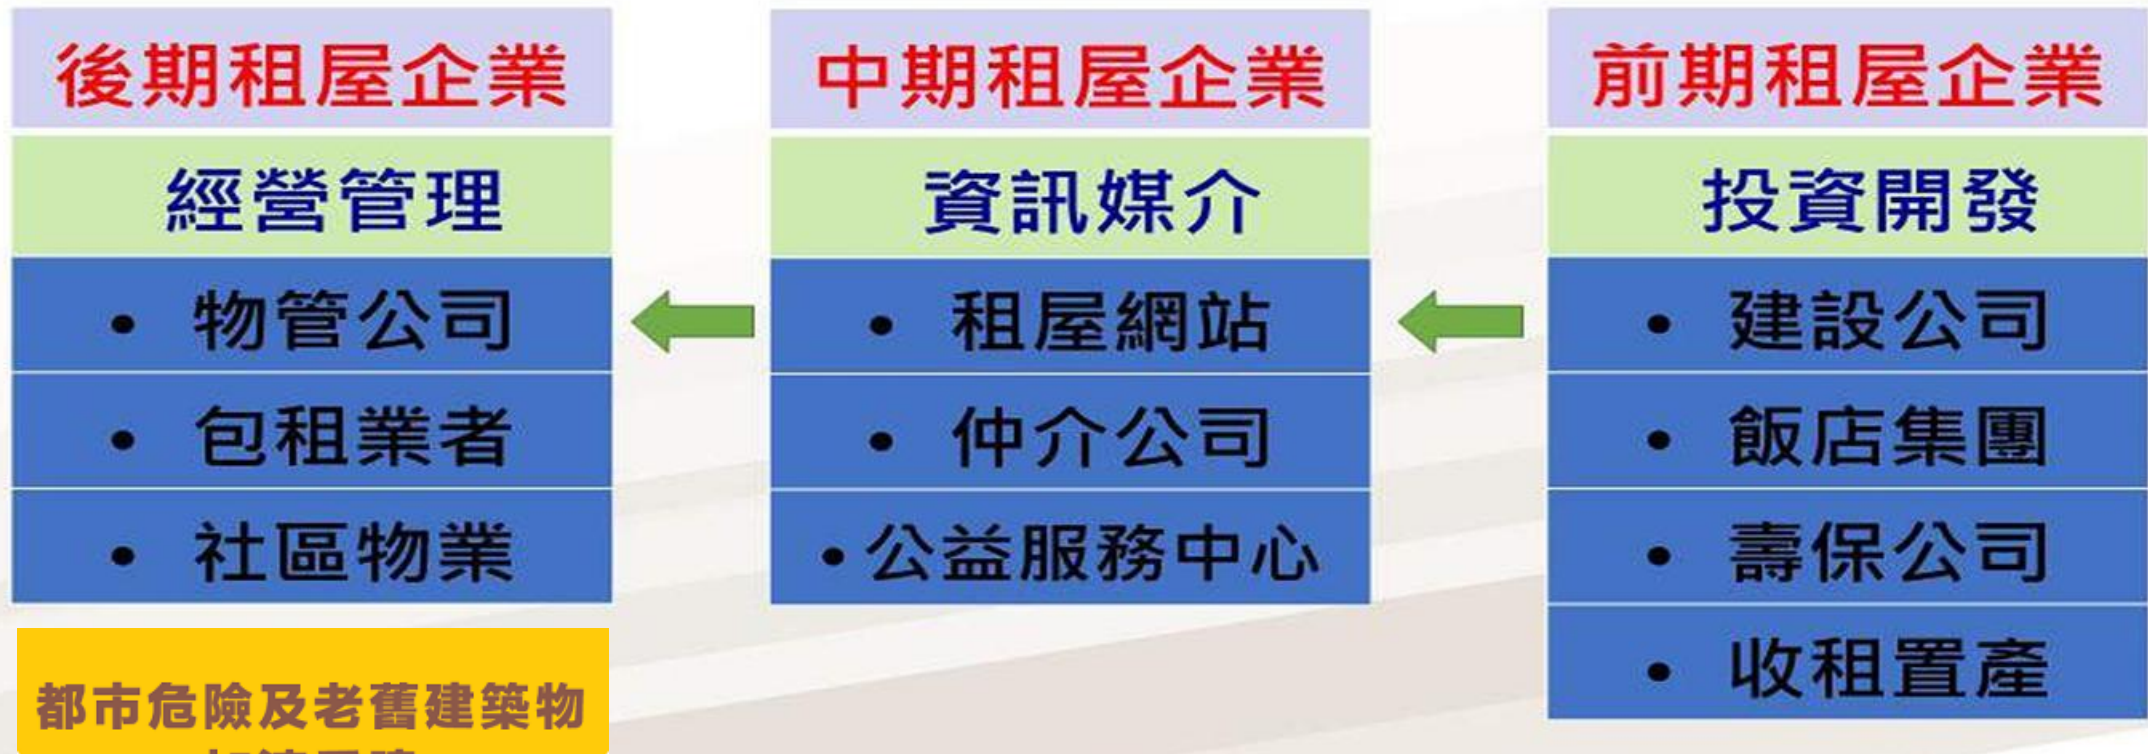 後期租屋企業
經營管理
• 物管公司
• 包租業者
• 社區物業
都市危險及老舊建築物
中期租屋企業
資訊媒介
• 租屋網站
• 仲介公司
• 公益服務中心
前期租屋企業
投資開發
• 建設公司
• 飯店集團
• 壽保公司
• 收租置產